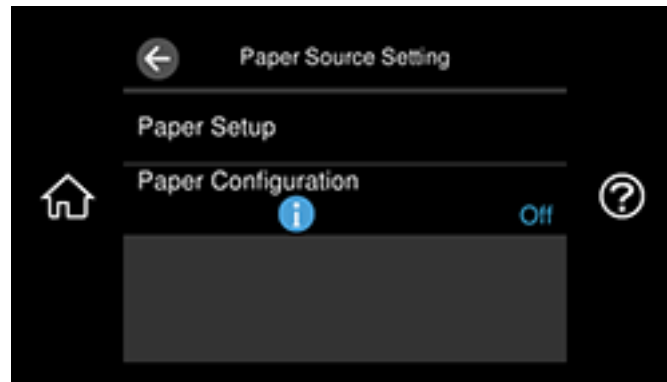 Paper Source Setting
Paper Setup
Paper Configuration
Off